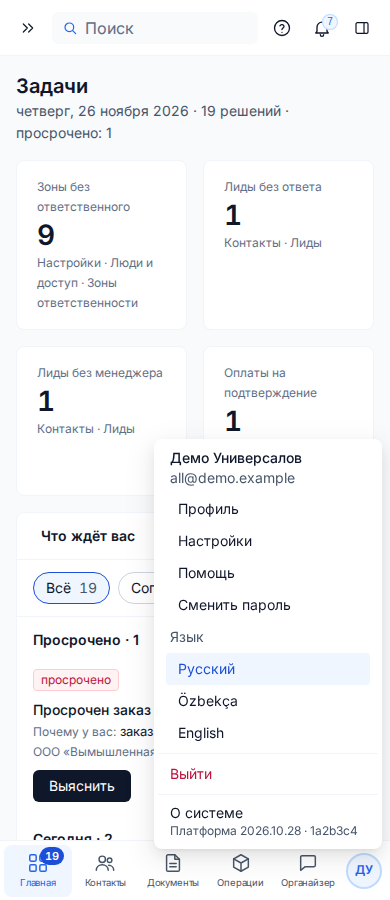 Поиск
7
Задачи
четверг, 26 ноября 2026 · 19 решений ·
просрочено: 1
Зоны без
ответственного
9
Настройки · Люди и
доступ · Зоны
ответственности
Лиды без ответа
1
Контакты · Лиды
Лиды без менеджера
1
Контакты · Лиды
Оплаты на
подтверждение
1
Что ждёт вас
Всё 19
Просрочено · 1
просрочено
Просрочен заказ
Почему у вас: заказ
ООО «Вымышленная
Выяснить
Сегодня · 2
Демо Универсалов
all@demo.example
Профиль
Настройки
Помощь
Сменить пароль
Язык
Русский
Özbekça
English
Выйти
О системе
Платформа 2026.10.28 · 1a2b3c4
19
Главная
Контакты
Документы
Операции
Органайзер
ДУ